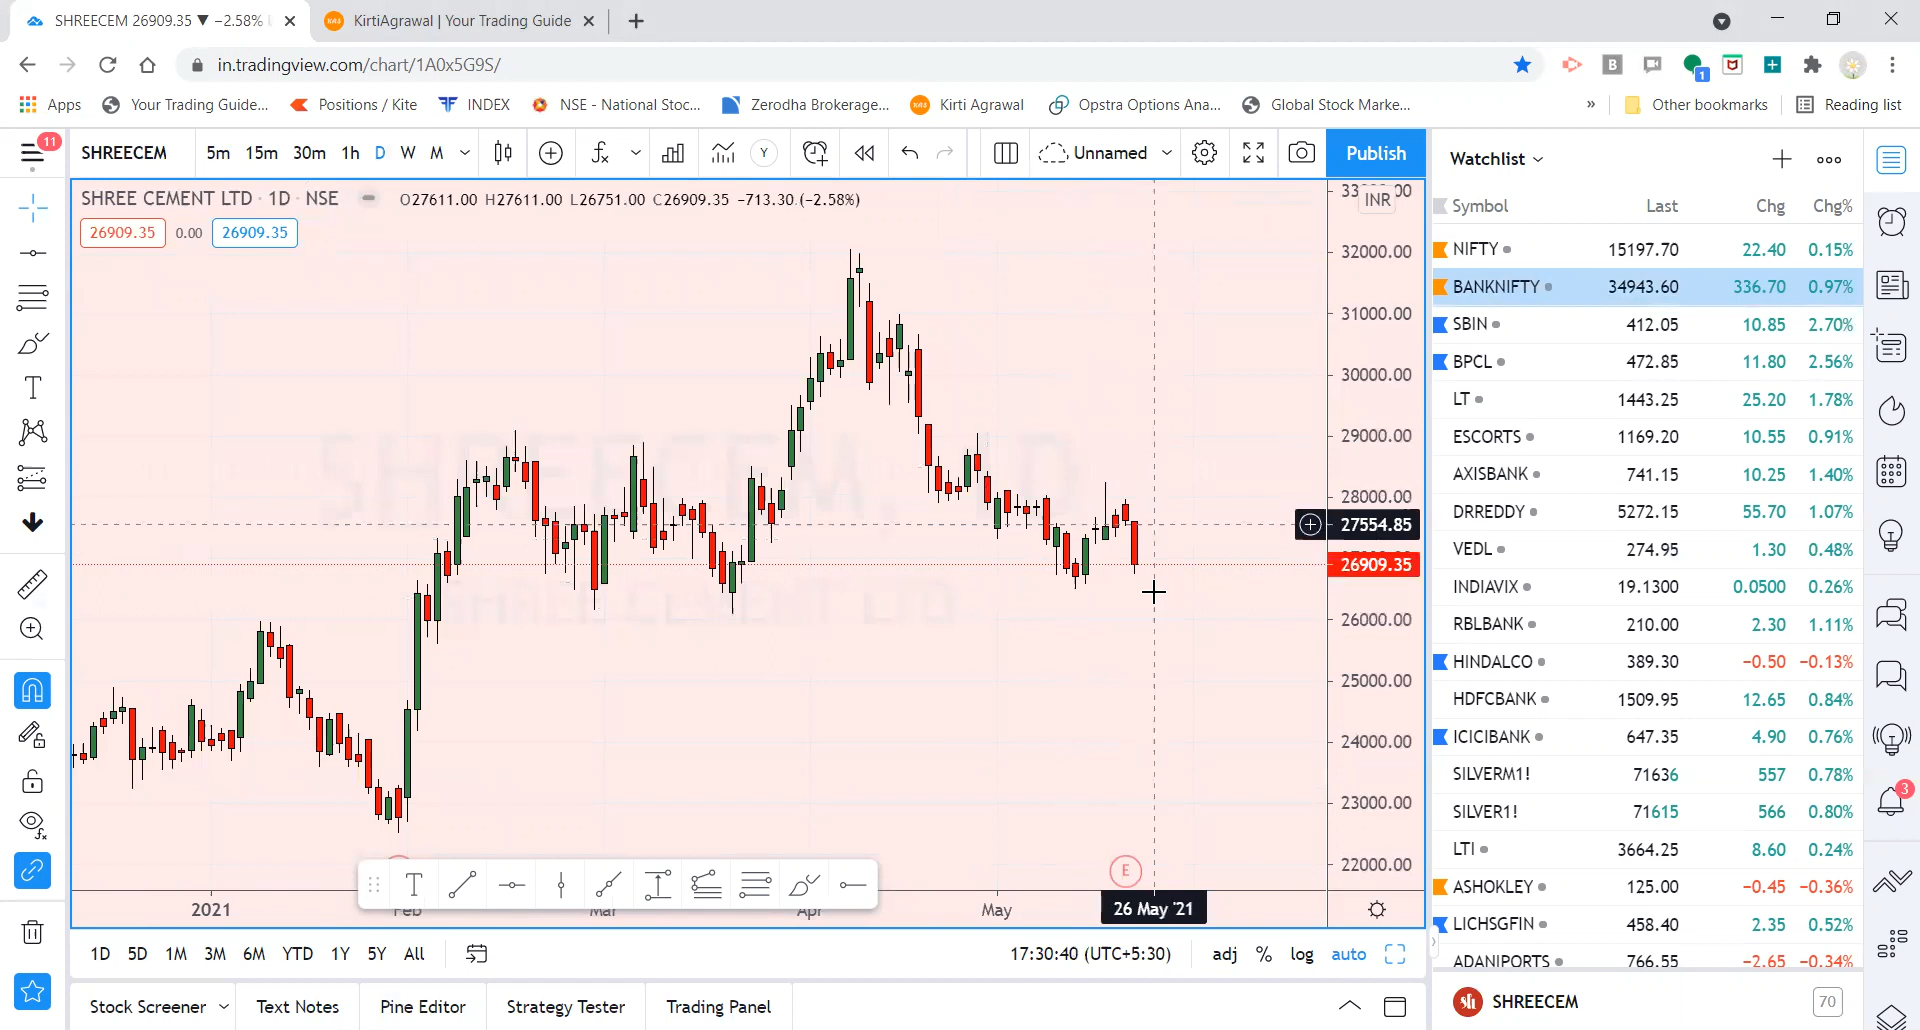 SHREECEM 26909.35 ▼ −2.58%
KirtiAgrawal | Your Trading Guide
in.tradingview.com/chart/1A0x5G9S/
Apps Your Trading Guide... Positions / Kite INDEX NSE - National Stoc... Zerodha Brokerage... Kirti Agrawal Opstra Options Ana... Global Stock Marke... » Other bookmarks Reading list
11
SHREECEM 5m 15m 30m 1h D W M Y Unnamed Publish
SHREE CEMENT LTD · 1D · NSE O27611.00 H27611.00 L26751.00 C26909.35 −713.30 (−2.58%)
26909.35 0.00 26909.35
INR
32000.00
31000.00
30000.00
29000.00
28000.00
27554.85
26909.35
26000.00
25000.00
24000.00
23000.00
22000.00
SHREECEM, 1D
SHREE CEMENT LTD
E
2021 Feb Mar Apr May 26 May '21
1D 5D 1M 3M 6M YTD 1Y 5Y All 17:30:40 (UTC+5:30) adj % log auto
Stock Screener Text Notes Pine Editor Strategy Tester Trading Panel
Watchlist
Symbol Last Chg Chg%
NIFTY 15197.70 22.40 0.15%
BANKNIFTY 34943.60 336.70 0.97%
SBIN 412.05 10.85 2.70%
BPCL 472.85 11.80 2.56%
LT 1443.25 25.20 1.78%
ESCORTS 1169.20 10.55 0.91%
AXISBANK 741.15 10.25 1.40%
DRREDDY 5272.15 55.70 1.07%
VEDL 274.95 1.30 0.48%
INDIAVIX 19.1300 0.0500 0.26%
RBLBANK 210.00 2.30 1.11%
HINDALCO 389.30 −0.50 −0.13%
HDFCBANK 1509.95 12.65 0.84%
ICICIBANK 647.35 4.90 0.76%
SILVERM1! 71636 557 0.78%
SILVER1! 71615 566 0.80%
LTI 3664.25 8.60 0.24%
ASHOKLEY 125.00 −0.45 −0.36%
LICHSGFIN 458.40 2.35 0.52%
ADANIPORTS 766.55 −2.65 −0.34%
SHREECEM 70
3